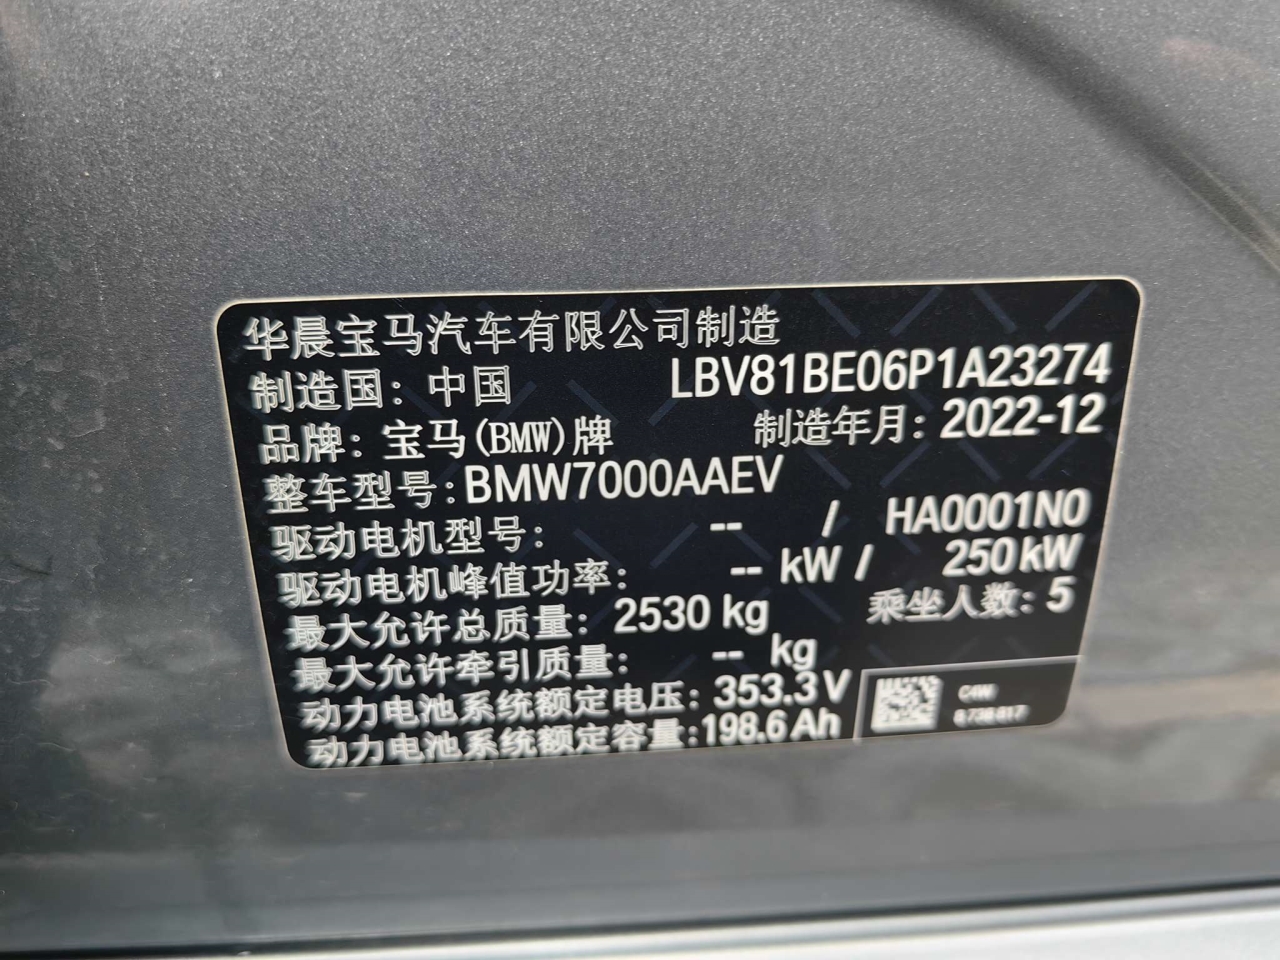 华晨宝马汽车有限公司制造
制造国：中国 LBV81BE06P1A23274
品牌：宝马(BMW)牌 制造年月：2022-12
整车型号:BMW7000AAEV
驱动电机型号： -- / HA0001N0
驱动电机峰值功率： -- kW / 250 kW
最大允许总质量：2530 kg 乘坐人数：5
最大允许牵引质量： -- kg
动力电池系统额定电压：353.3 V
动力电池系统额定容量:198.6 Ah